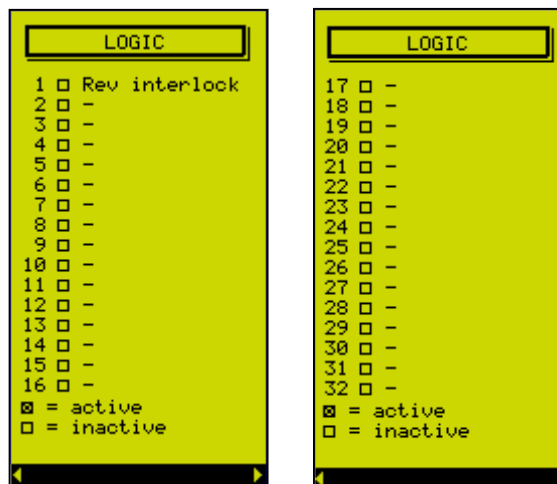 LOGIC
1 □ Rev interlock
2 □ -
3 □ -
4 □ -
5 □ -
6 □ -
7 □ -
8 □ -
9 □ -
10 □ -
11 □ -
12 □ -
13 □ -
14 □ -
15 □ -
16 □ -
⊠ = active
□ = inactive
LOGIC
17 □ -
18 □ -
19 □ -
20 □ -
21 □ -
22 □ -
23 □ -
24 □ -
25 □ -
26 □ -
27 □ -
28 □ -
29 □ -
30 □ -
31 □ -
32 □ -
⊠ = active
□ = inactive